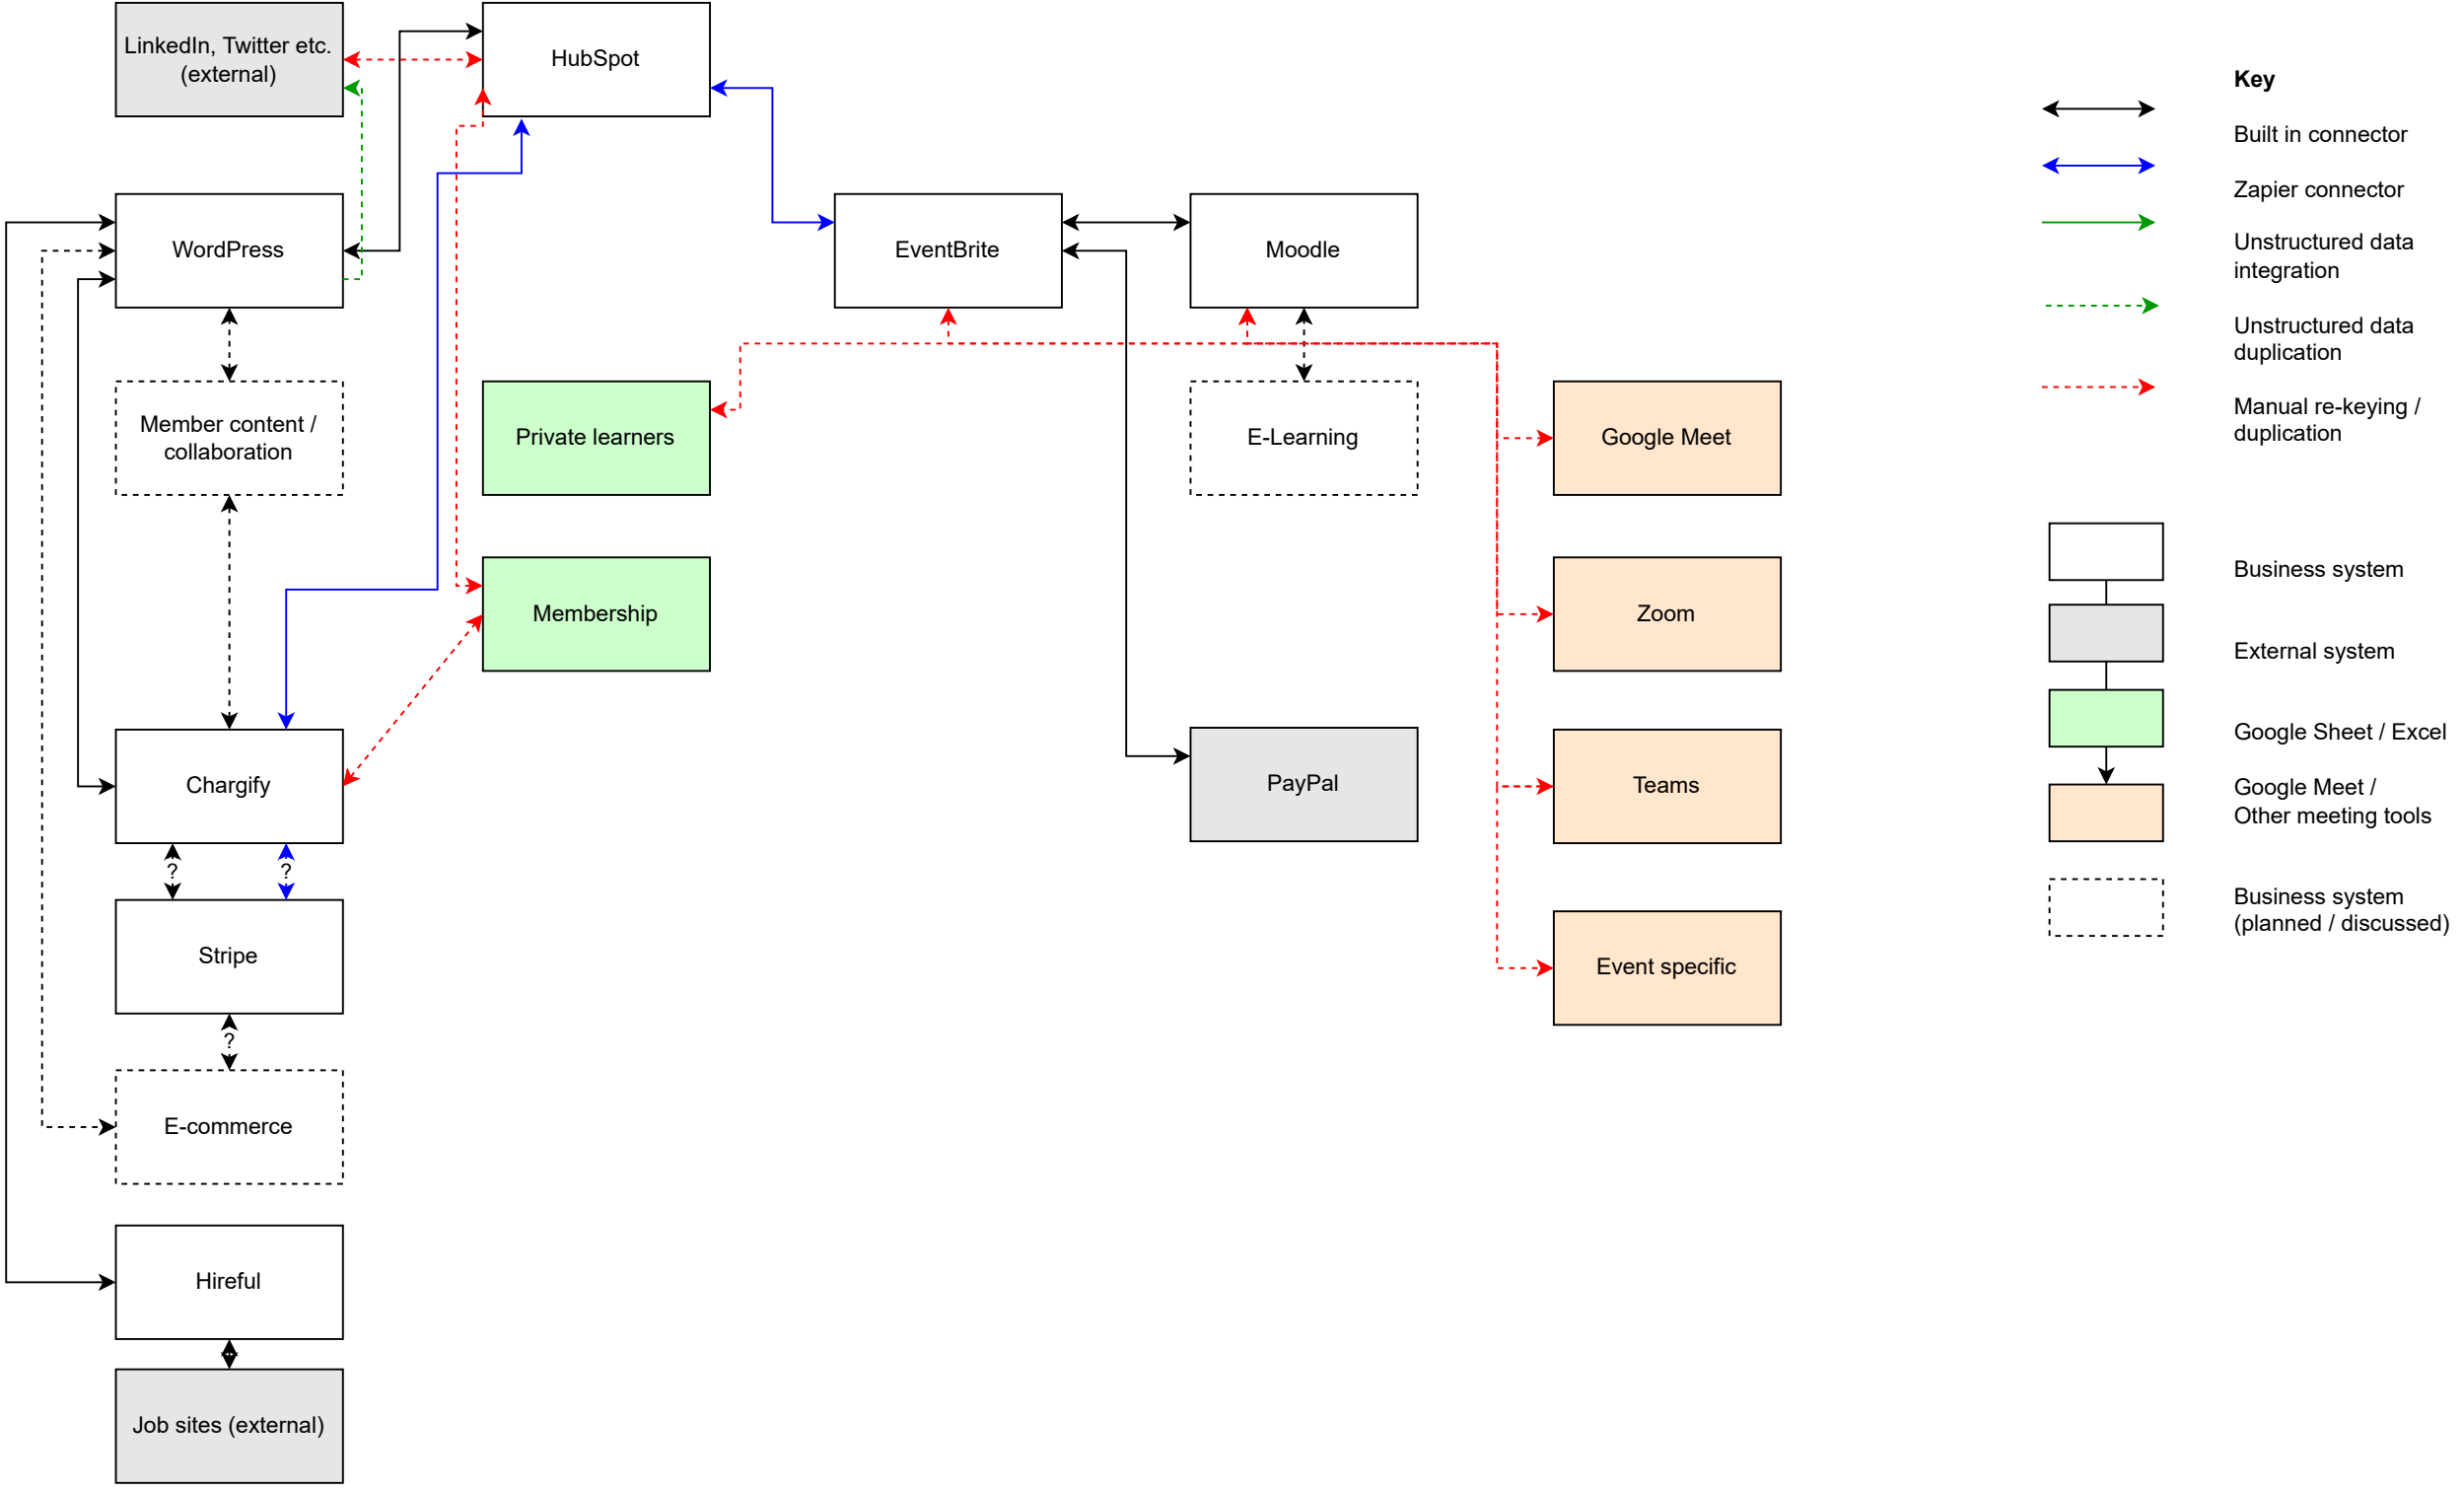 LinkedIn, Twitter etc.
(external)
HubSpot
WordPress
EventBrite
Moodle
Member content /
collaboration
Private learners
E-Learning
Google Meet
Membership
Zoom
Chargify
PayPal
Teams
?
?
Stripe
Event specific
?
E-commerce
Hireful
Job sites (external)
Key
Built in connector
Zapier connector
Unstructured data
integration
Unstructured data
duplication
Manual re-keying /
duplication
Business system
External system
Google Sheet / Excel
Google Meet /
Other meeting tools
Business system
(planned / discussed)